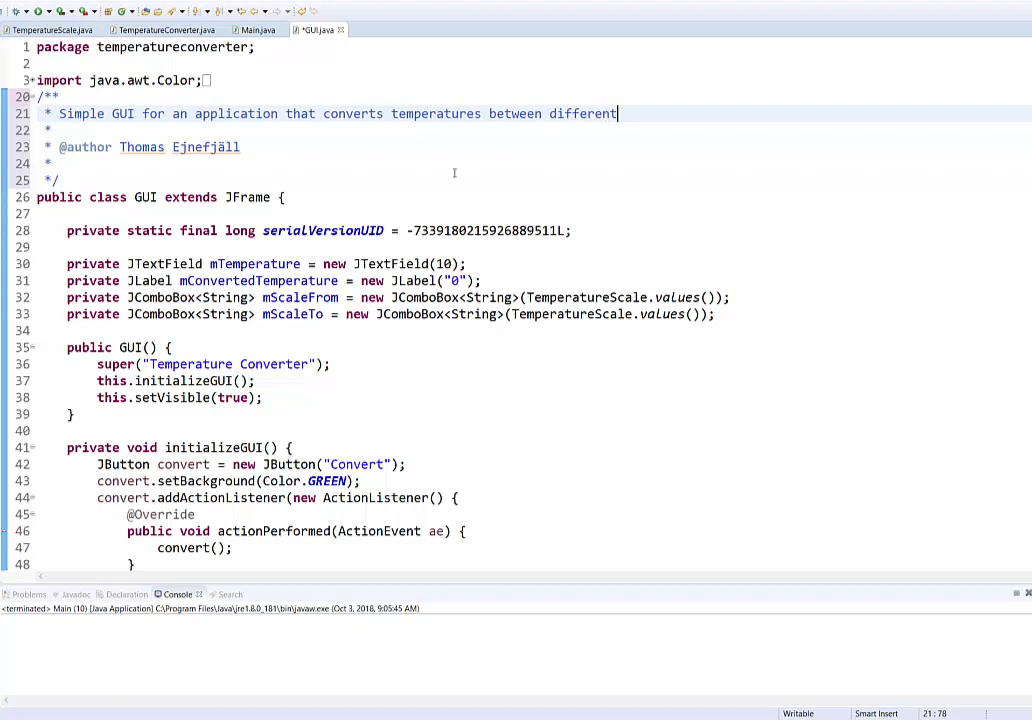 TemperatureScale.java TemperatureConverter.java Main.java *GUI.java
1 package temperatureconverter;
2
3 import java.awt.Color;
20 /**
21 * Simple GUI for an application that converts temperatures between different
22 *
23 * @author Thomas Ejnefjäll
24 *
25 */
26 public class GUI extends JFrame {
27
28 private static final long serialVersionUID = -7339180215926889511L;
29
30 private JTextField mTemperature = new JTextField(10);
31 private JLabel mConvertedTemperature = new JLabel("0");
32 private JComboBox<String> mScaleFrom = new JComboBox<String>(TemperatureScale.values());
33 private JComboBox<String> mScaleTo = new JComboBox<String>(TemperatureScale.values());
34
35 public GUI() {
36 super("Temperature Converter");
37 this.initializeGUI();
38 this.setVisible(true);
39 }
40
41 private void initializeGUI() {
42 JButton convert = new JButton("Convert");
43 convert.setBackground(Color.GREEN);
44 convert.addActionListener(new ActionListener() {
45 @Override
46 public void actionPerformed(ActionEvent ae) {
47 convert();
48 }
Problems Javadoc Declaration Console Search
<terminated> Main (10) [Java Application] C:\Program Files\Java\jre1.8.0_181\bin\javaw.exe (Oct 3, 2018, 9:05:45 AM)
Writable Smart Insert 21 : 78